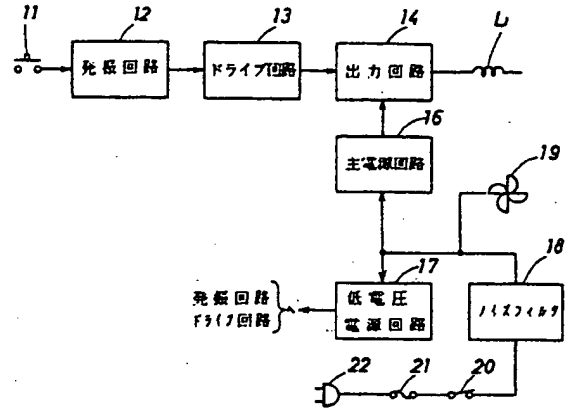 11
12
13
14
L
発振回路
ドライブ回路
出力回路
16
主電源回路
19
17
18
発振回路
ドライブ回路
低電圧
電源回路
ノイズフィルタ
22
21
20